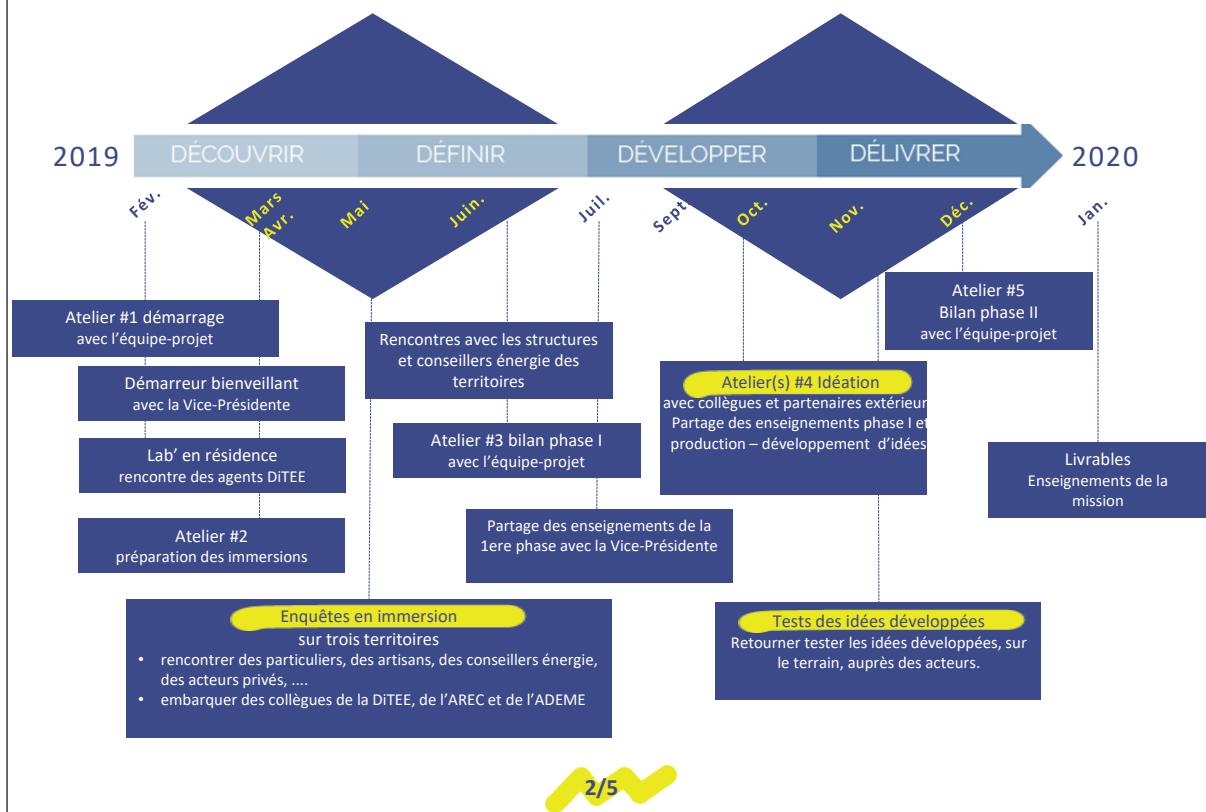 2019
DÉCOUVRIR
DÉFINIR
DÉVELOPPER
DÉLIVRER
2020
Fév.
Mars
Avr.
Mai
Juin.
Juil.
Sept.
Oct.
Nov.
Déc.
Jan.
Atelier #1 démarrage
avec l'équipe-projet
Démarreur bienveillant
avec la Vice-Présidente
Lab' en résidence
rencontre des agents DiTEE
Atelier #2
préparation des immersions
Enquêtes en immersion
sur trois territoires
• rencontrer des particuliers, des artisans, des conseillers énergie,
des acteurs privés, ....
• embarquer des collègues de la DiTEE, de l'AREC et de l'ADEME
Rencontres avec les structures
et conseillers énergie des
territoires
Atelier #3 bilan phase I
avec l'équipe-projet
Partage des enseignements de la
1ere phase avec la Vice-Présidente
Atelier(s) #4 Idéation
avec collègues et partenaires extérieur
Partage des enseignements phase I et
production – développement d'idées
Tests des idées développées
Retourner tester les idées développées, sur
le terrain, auprès des acteurs.
Atelier #5
Bilan phase II
avec l'équipe-projet
Livrables
Enseignements de la
mission
2/5